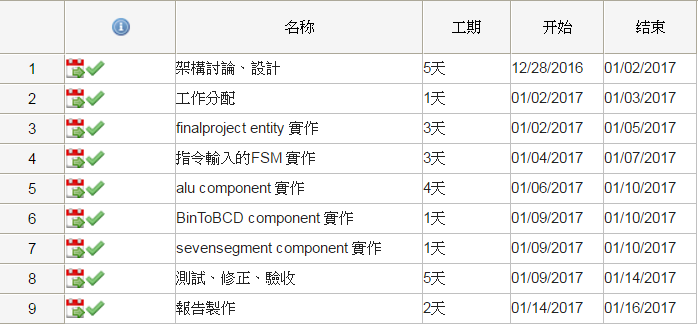 名称 工期 开始 结束
1 架構討論、設計 5天 12/28/2016 01/02/2017
2 工作分配 1天 01/02/2017 01/03/2017
3 finalproject entity 實作 3天 01/02/2017 01/05/2017
4 指令輸入的FSM 實作 3天 01/04/2017 01/07/2017
5 alu component 實作 4天 01/06/2017 01/10/2017
6 BinToBCD component 實作 1天 01/09/2017 01/10/2017
7 sevensegment component 實作 1天 01/09/2017 01/10/2017
8 測試、修正、驗收 5天 01/09/2017 01/14/2017
9 報告製作 2天 01/14/2017 01/16/2017